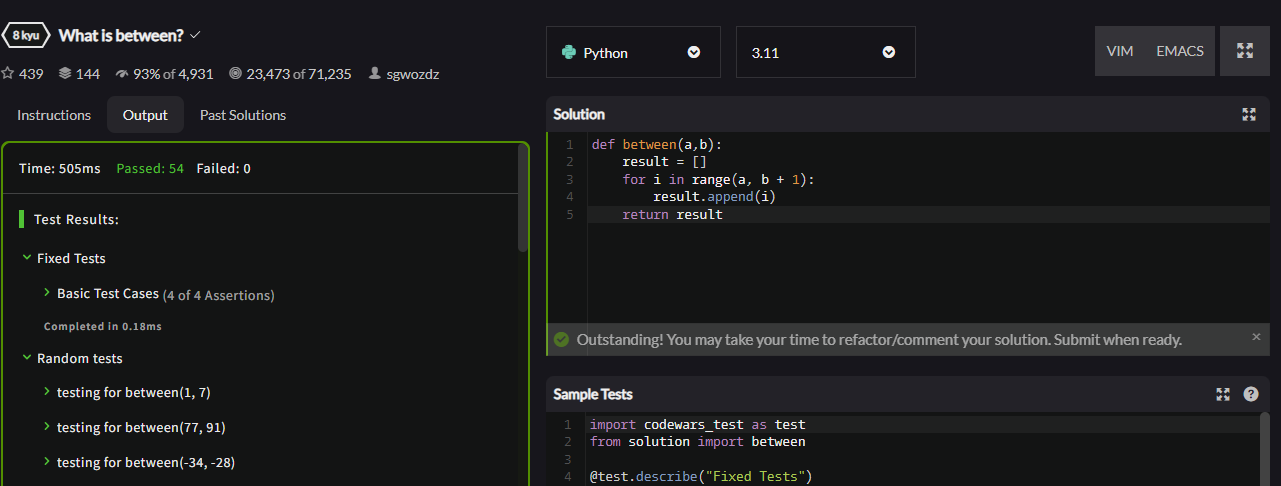 8 kyu What is between?
439 144 93% of 4,931 23,473 of 71,235 sgwozdz
Instructions Output Past Solutions
Time: 505ms Passed: 54 Failed: 0
Test Results:
Fixed Tests
Basic Test Cases (4 of 4 Assertions)
Completed in 0.18ms
Random tests
testing for between(1, 7)
testing for between(77, 91)
testing for between(-34, -28)
Python 3.11 VIM EMACS
Solution
1 def between(a,b):
2     result = []
3     for i in range(a, b + 1):
4         result.append(i)
5     return result
Outstanding! You may take your time to refactor/comment your solution. Submit when ready. ×
Sample Tests ?
1 import codewars_test as test
2 from solution import between
3
4 @test.describe("Fixed Tests")